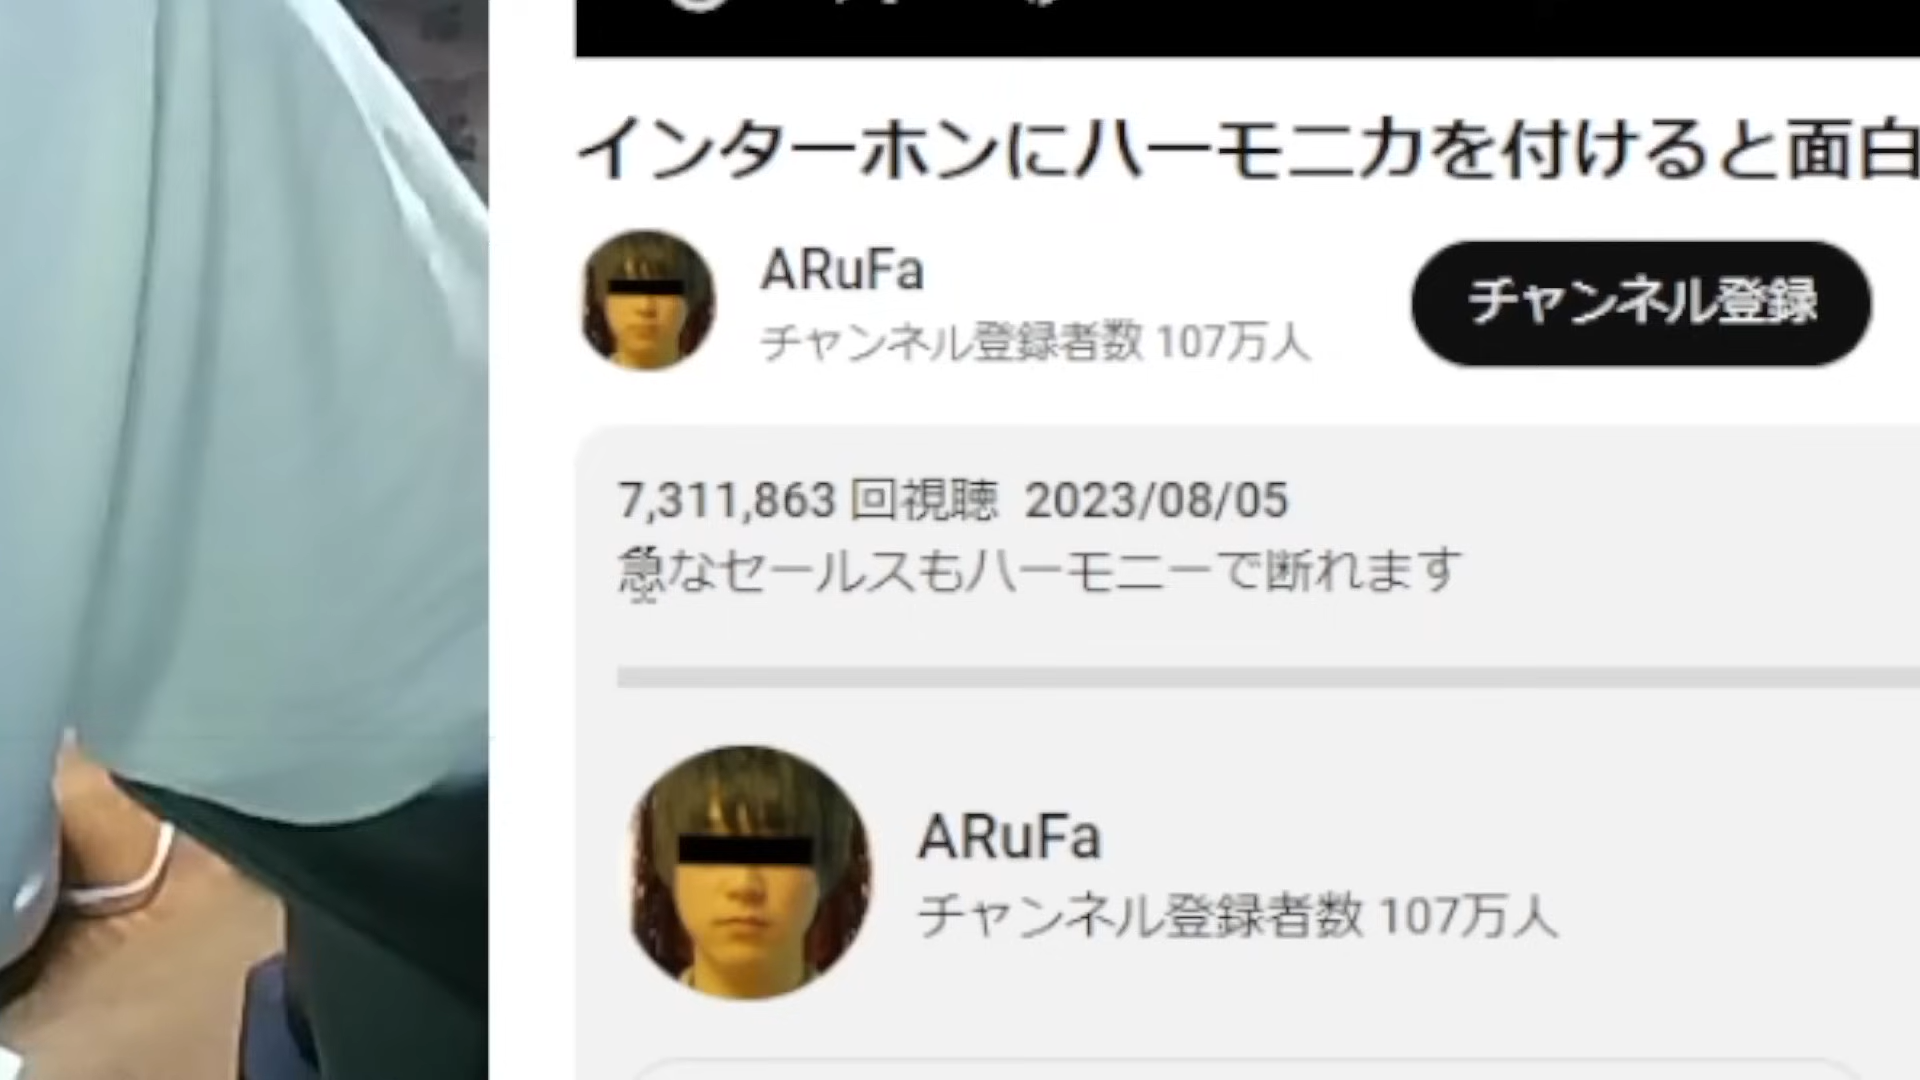 インターホンにハーモニカを付けると面白
ARuFa
チャンネル登録者数 107万人
チャンネル登録
7,311,863 回視聴 2023/08/05
急なセールスもハーモニーで断れます
ARuFa
チャンネル登録者数 107万人